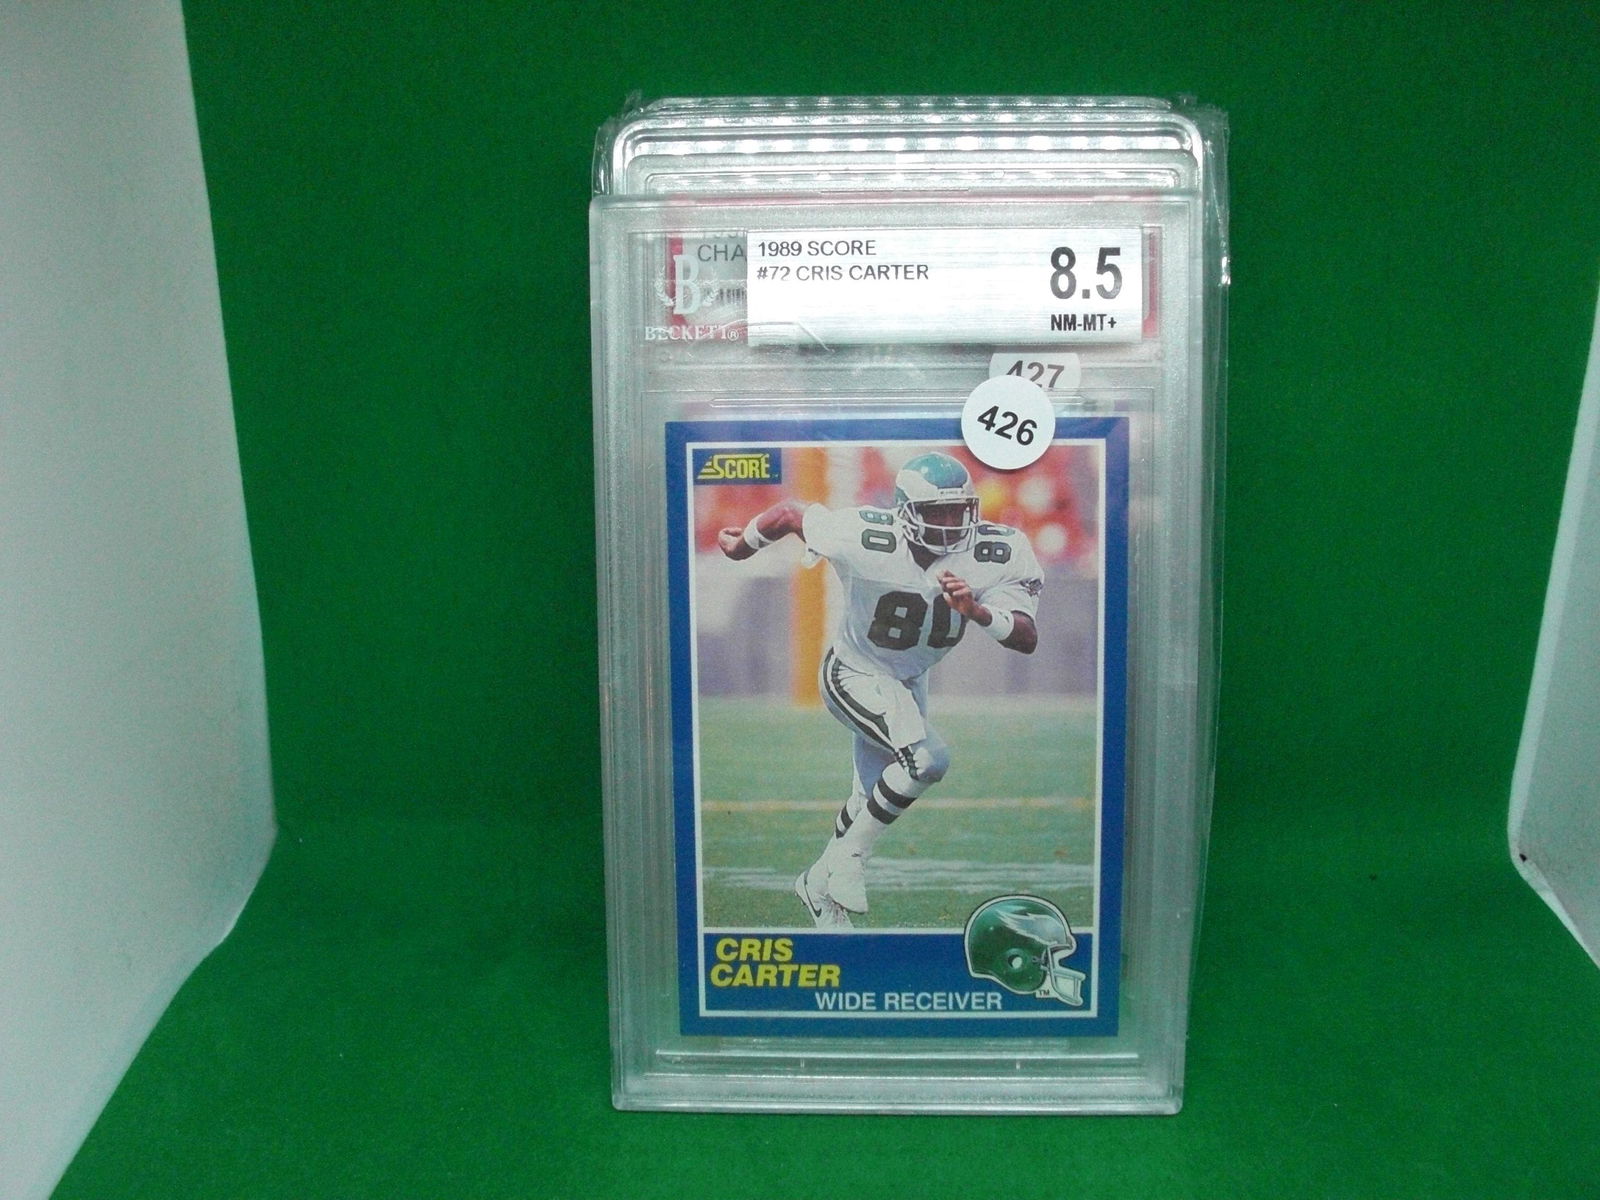 CHA
1989 SCORE
#72 CRIS CARTER
8.5
NM-MT+
B
BECKETT®
427
426
SCORE
80
80
80
CRIS
CARTER
WIDE RECEIVER
TM